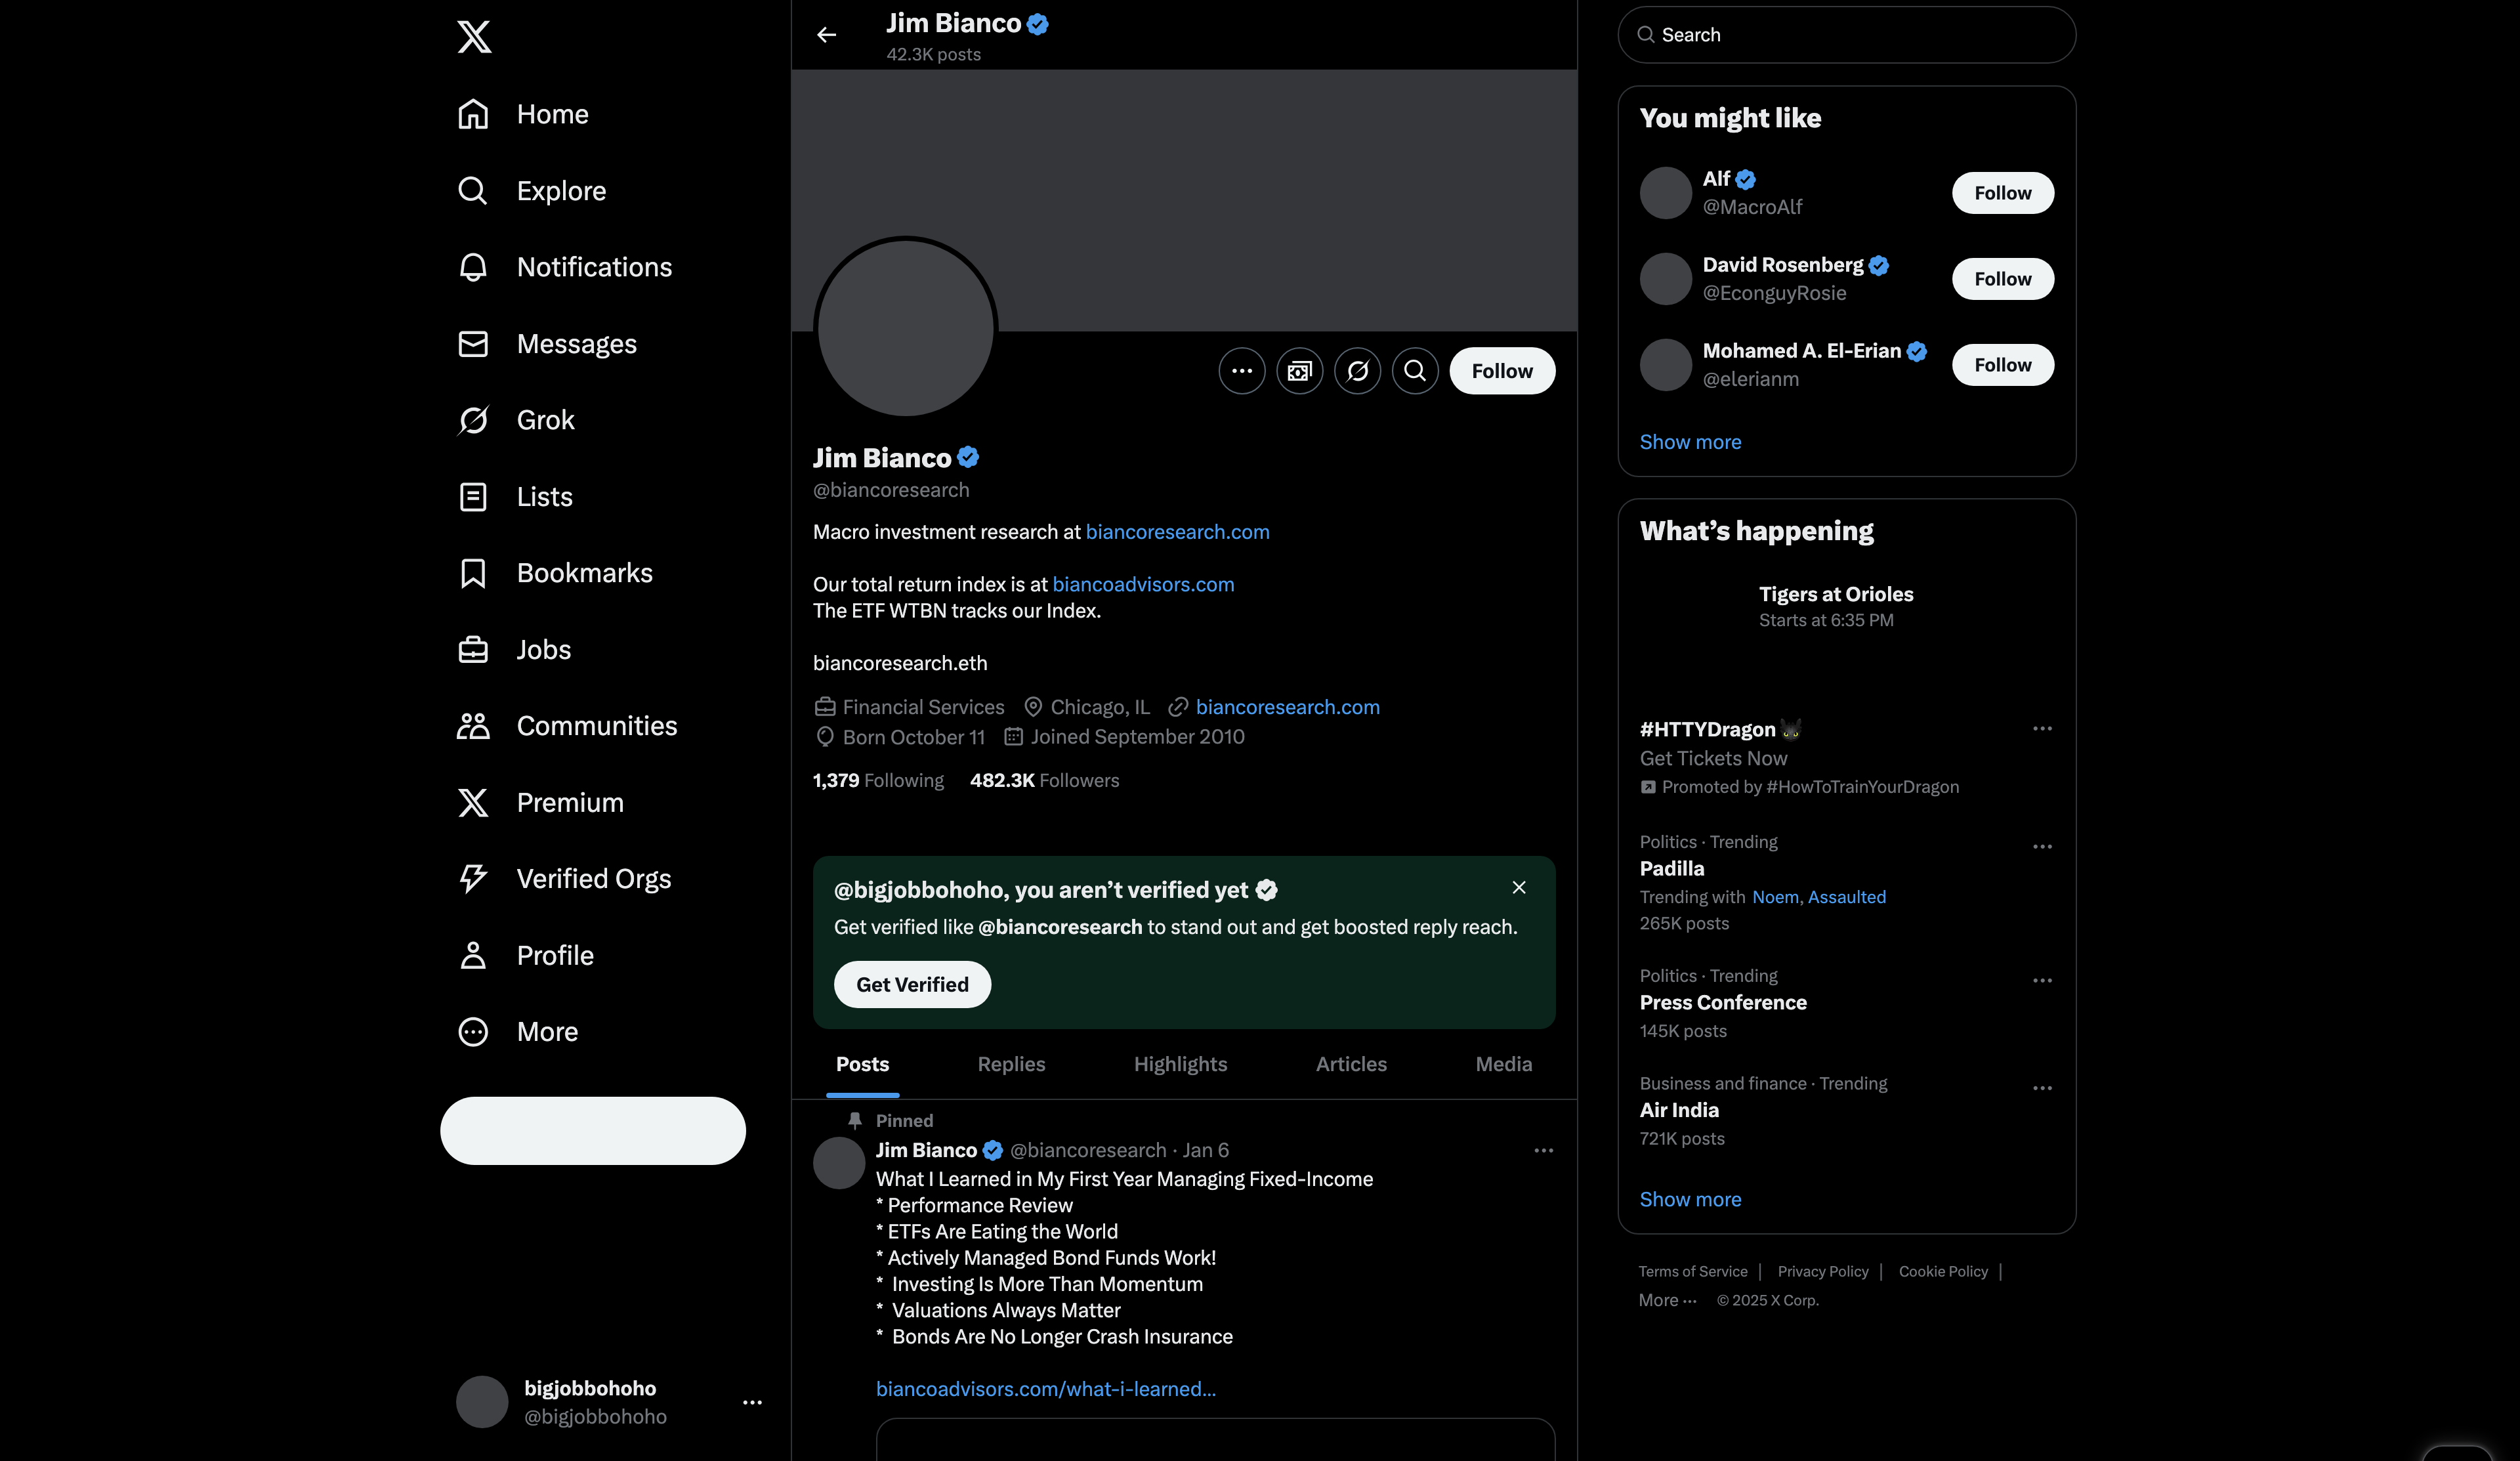 Home
Explore
Notifications
Messages
Grok
Lists
Bookmarks
Jobs
Communities
Premium
Verified Orgs
Profile
More
bigjobbohoho
@bigjobbohoho
Jim Bianco
42.3K posts
Follow
Jim Bianco
@biancoresearch
Macro investment research at biancoresearch.com
Our total return index is at biancoadvisors.com
The ETF WTBN tracks our Index.
biancoresearch.eth
Financial Services Chicago, IL biancoresearch.com
Born October 11 Joined September 2010
1,379 Following 482.3K Followers
@bigjobbohoho, you aren’t verified yet
Get verified like @biancoresearch to stand out and get boosted reply reach.
Get Verified
Posts Replies Highlights Articles Media
Pinned
Jim Bianco @biancoresearch · Jan 6
What I Learned in My First Year Managing Fixed-Income
* Performance Review
* ETFs Are Eating the World
* Actively Managed Bond Funds Work!
* Investing Is More Than Momentum
* Valuations Always Matter
* Bonds Are No Longer Crash Insurance
biancoadvisors.com/what-i-learned...
Search
You might like
Alf
@MacroAlf
Follow
David Rosenberg
@EconguyRosie
Follow
Mohamed A. El-Erian
@elerianm
Follow
Show more
What’s happening
Tigers at Orioles
Starts at 6:35 PM
#HTTYDragon
Get Tickets Now
Promoted by #HowToTrainYourDragon
Politics · Trending
Padilla
Trending with Noem, Assaulted
265K posts
Politics · Trending
Press Conference
145K posts
Business and finance · Trending
Air India
721K posts
Show more
Terms of Service | Privacy Policy | Cookie Policy |
More ··· © 2025 X Corp.